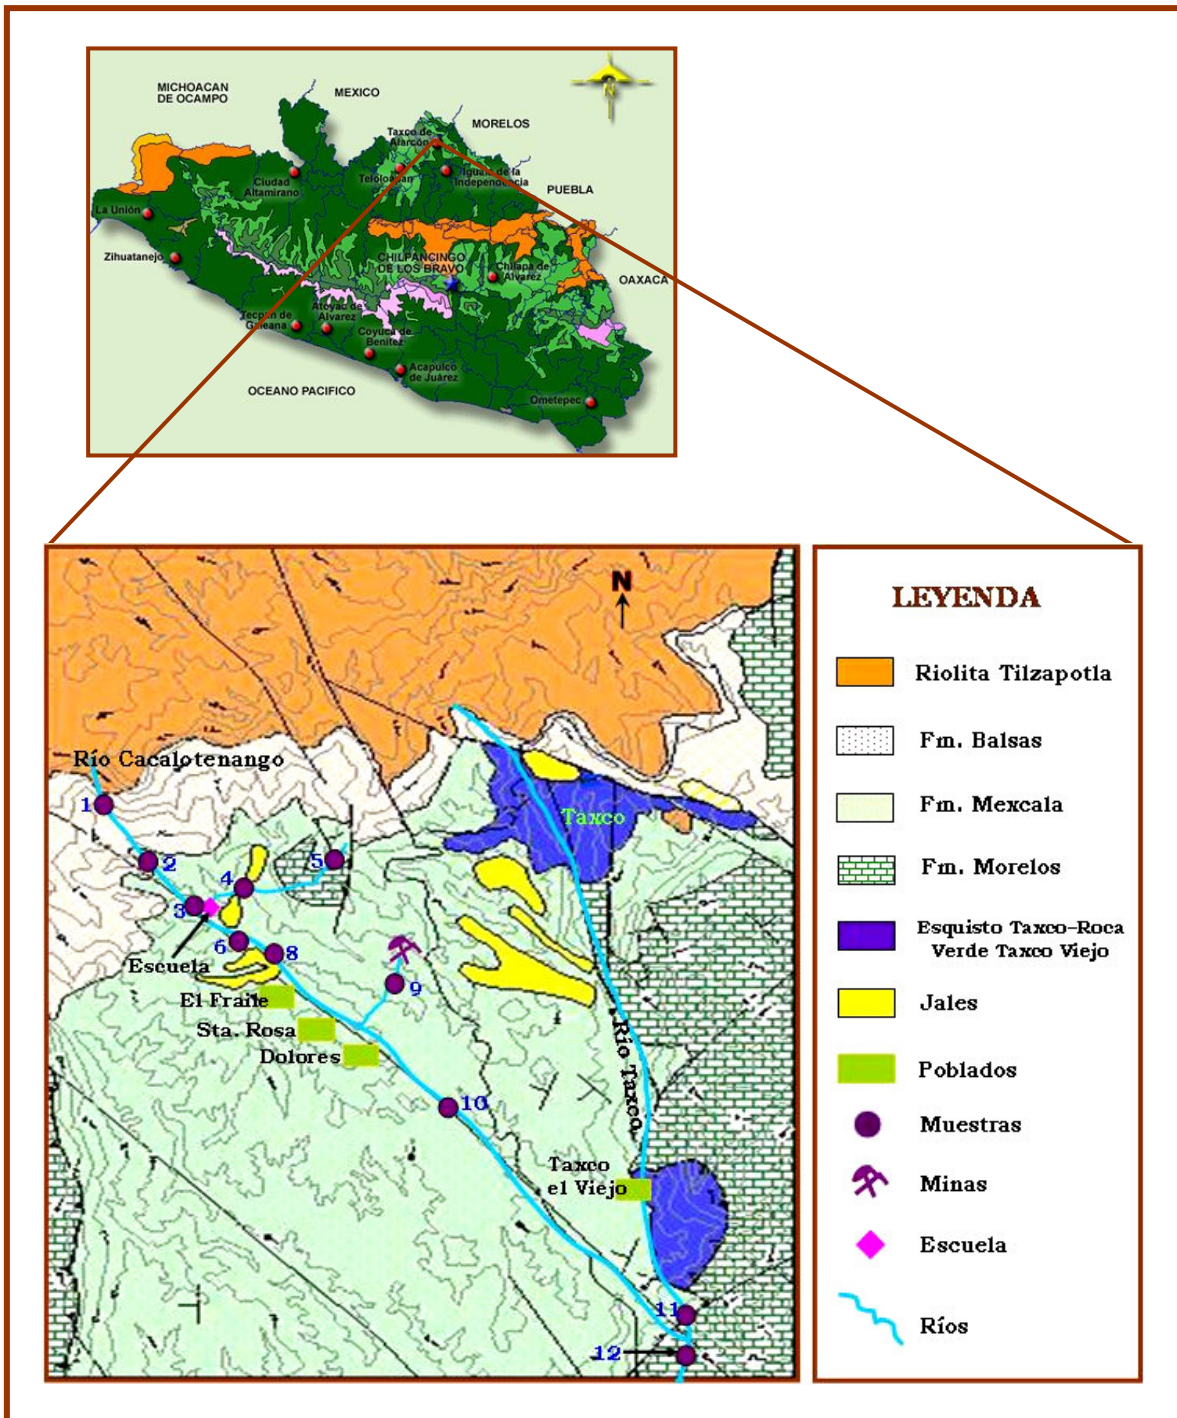 MICHOACAN
DE OCAMPO
MEXICO
N
MORELOS
Taxco de
Alarcón
Teloloapan
Iguala de la
Independencia
Ciudad
Altamirano
PUEBLA
La Unión
Zihuatanejo
CHILPANCINGO
DE LOS BRAVO
Chilapa de
Alvarez
OAXACA
Tecpan de
Galeana
Atoyac de
Alvarez
Coyuca de
Benítez
Acapulco
de Juárez
OCEANO PACIFICO
Ometepec
N
Río Cacalotenango
1
Taxco
2
5
4
3
6
8
Escuela
9
El Fraile
Sta. Rosa
Dolores
Río Taxco
10
Taxco
el Viejo
11
12
LEYENDA
Riolita Tilzapotla
Fm. Balsas
Fm. Mexcala
Fm. Morelos
Esquisto Taxco-Roca
Verde Taxco Viejo
Jales
Poblados
Muestras
Minas
Escuela
Ríos